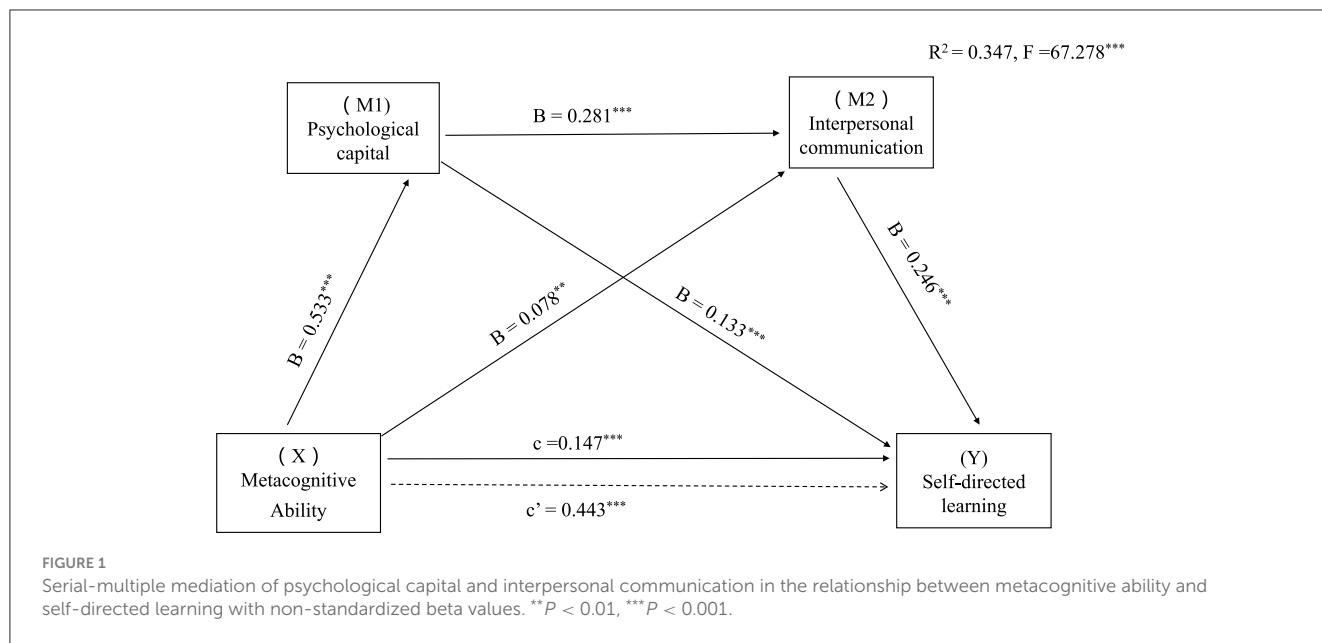 R² = 0.347, F =67.278***
( M1)
Psychological
capital
B = 0.281***
( M2 )
Interpersonal
communication
B = 0.533***
B = 0.078**
B = 0.133***
B = 0.246***
( X )
Metacognitive
Ability
c =0.147***
c’ = 0.443***
(Y)
Self-directed
learning
FIGURE 1
Serial-multiple mediation of psychological capital and interpersonal communication in the relationship between metacognitive ability and
self-directed learning with non-standardized beta values. **P < 0.01, ***P < 0.001.